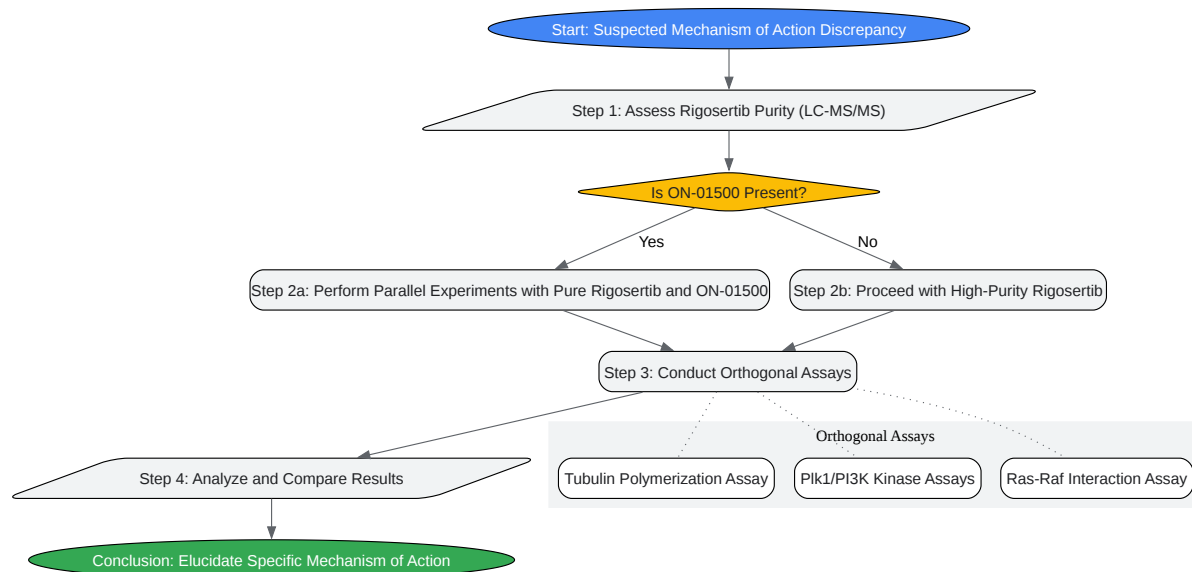 Start: Suspected Mechanism of Action Discrepancy
Step 1: Assess Rigosertib Purity (LC-MS/MS)
Is ON-01500 Present?
Yes
No
Step 2a: Perform Parallel Experiments with Pure Rigosertib and ON-01500
Step 2b: Proceed with High-Purity Rigosertib
Step 3: Conduct Orthogonal Assays
Orthogonal Assays
Step 4: Analyze and Compare Results
Tubulin Polymerization Assay
Plk1/PI3K Kinase Assays
Ras-Raf Interaction Assay
Conclusion: Elucidate Specific Mechanism of Action